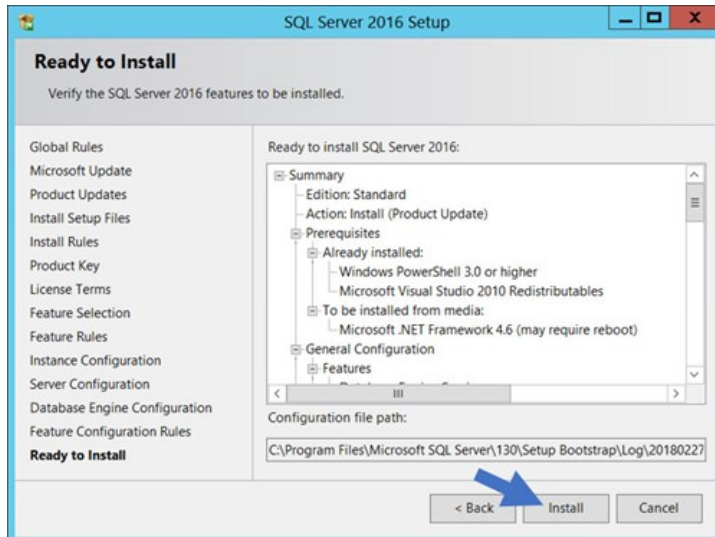 SQL Server 2016 Setup
Ready to Install
Verify the SQL Server 2016 features to be installed.
Global Rules
Microsoft Update
Product Updates
Install Setup Files
Install Rules
Product Key
License Terms
Feature Selection
Feature Rules
Instance Configuration
Server Configuration
Database Engine Configuration
Feature Configuration Rules
Ready to Install
Ready to install SQL Server 2016:
Summary
Edition: Standard
Action: Install (Product Update)
Prerequisites
Already installed:
Windows PowerShell 3.0 or higher
Microsoft Visual Studio 2010 Redistributables
To be installed from media:
Microsoft .NET Framework 4.6 (may require reboot)
General Configuration
Features
Configuration file path:
C:\Program Files\Microsoft SQL Server\130\Setup Bootstrap\Log\20180227
< Back
Install
Cancel